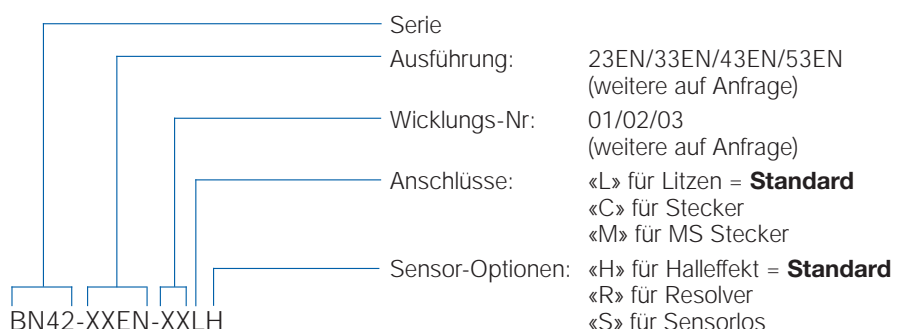 Serie
Ausführung: 23EN/33EN/43EN/53EN
(weitere auf Anfrage)
Wicklungs-Nr: 01/02/03
(weitere auf Anfrage)
Anschlüsse: «L» für Litzen = Standard
«C» für Stecker
«M» für MS Stecker
Sensor-Optionen: «H» für Halleffekt = Standard
«R» für Resolver
«S» für Sensorlos
BN42-XXEN-XXLH